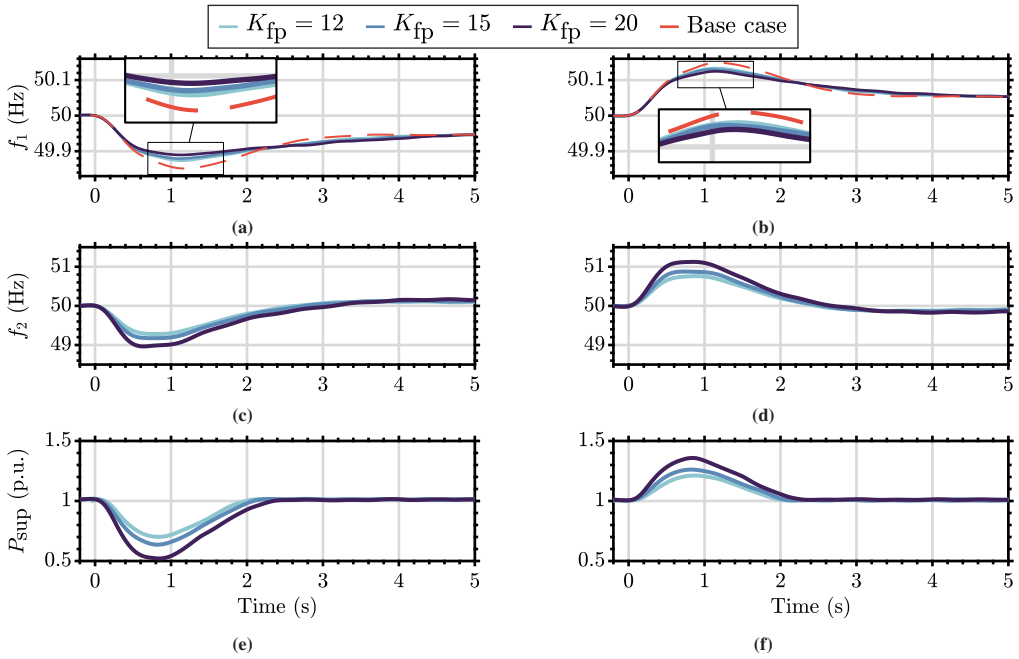 K_fp = 12 K_fp = 15 K_fp = 20 Base case
f_1 (Hz)
50.1
50
49.9
0 1 2 3 4 5
(a)
50.1
50
49.9
0 1 2 3 4 5
(b)
f_2 (Hz)
51
50
49
0 1 2 3 4 5
(c)
51
50
49
0 1 2 3 4 5
(d)
P_sup (p.u.)
1.5
1
0.5
0 1 2 3 4 5
Time (s)
(e)
1.5
1
0.5
0 1 2 3 4 5
Time (s)
(f)